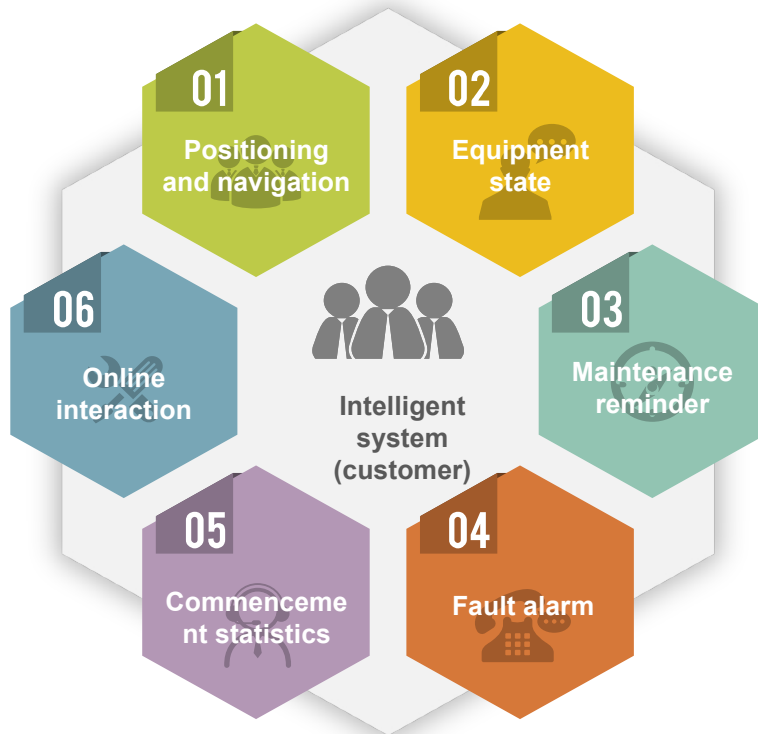 01
Positioning
and navigation
02
Equipment
state
03
Maintenance
reminder
04
Fault alarm
05
Commenceme
nt statistics
06
Online
interaction
Intelligent
system
(customer)